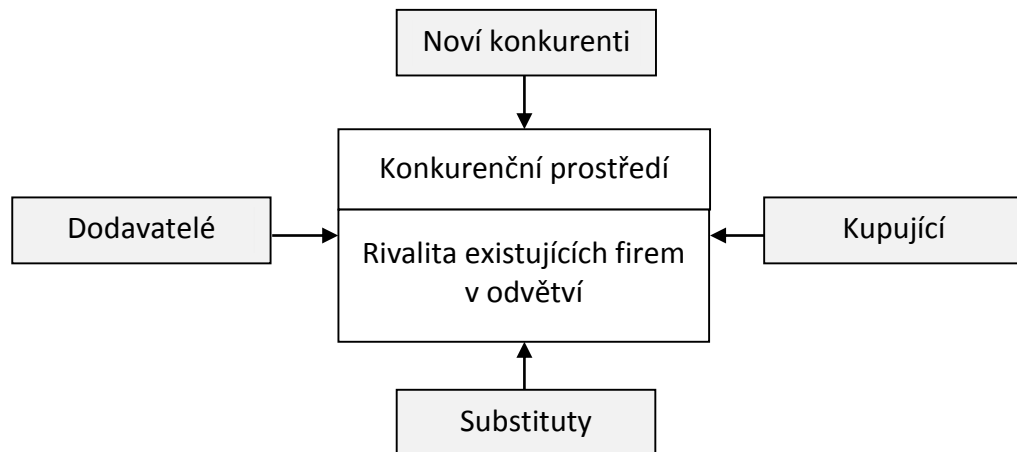 Noví konkurenti
Konkurenční prostředí
Dodavatelé
Kupující
Rivalita existujících firem
v odvětví
Substituty